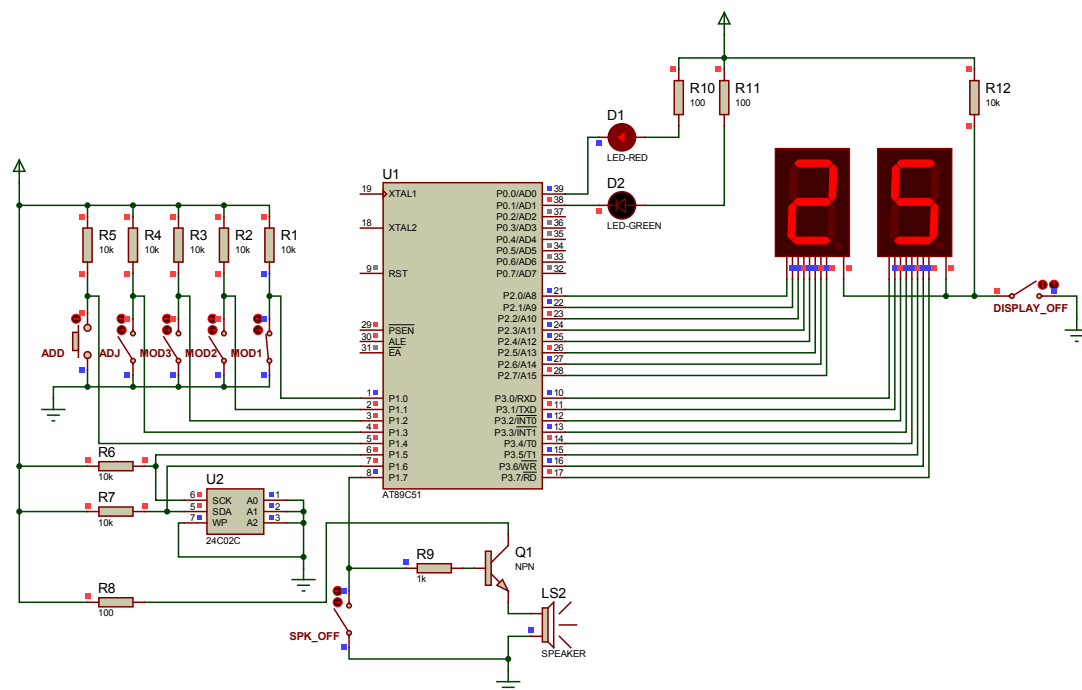 R10
100
R11
100
R12
10k
D1
LED-RED
D2
LED-GREEN
DISPLAY_OFF
R5
10k
R4
10k
R3
10k
R2
10k
R1
10k
ADD
ADJ
MOD3
MOD2
MOD1
U1
19 XTAL1
18 XTAL2
9 RST
29 PSEN
30 ALE
31 EA
1 P1.0
2 P1.1
3 P1.2
4 P1.3
5 P1.4
6 P1.5
7 P1.6
8 P1.7
P0.0/AD0 39
P0.1/AD1 38
P0.2/AD2 37
P0.3/AD3 36
P0.4/AD4 35
P0.5/AD5 34
P0.6/AD6 33
P0.7/AD7 32
P2.0/A8 21
P2.1/A9 22
P2.2/A10 23
P2.3/A11 24
P2.4/A12 25
P2.5/A13 26
P2.6/A14 27
P2.7/A15 28
P3.0/RXD 10
P3.1/TXD 11
P3.2/INT0 12
P3.3/INT1 13
P3.4/T0 14
P3.5/T1 15
P3.6/WR 16
P3.7/RD 17
AT89C51
25
R6
10k
R7
10k
U2
6 SCK A0 1
5 SDA A1 2
7 WP A2 3
24C02C
R8
100
R9
1k
Q1
NPN
SPK_OFF
LS2
SPEAKER